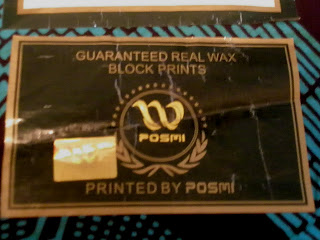 GUARANTEED REAL WAX
BLOCK PRINTS
W
POSMI
PRINTED BY POSMI